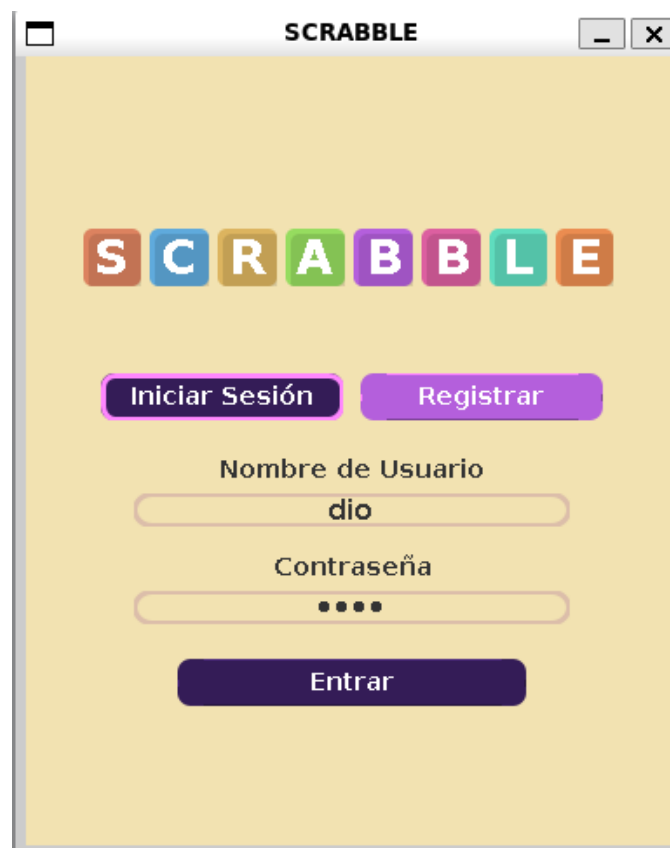 SCRABBLE
SCRABBLE
Iniciar Sesión Registrar
Nombre de Usuario
dio
Contraseña
••••
Entrar